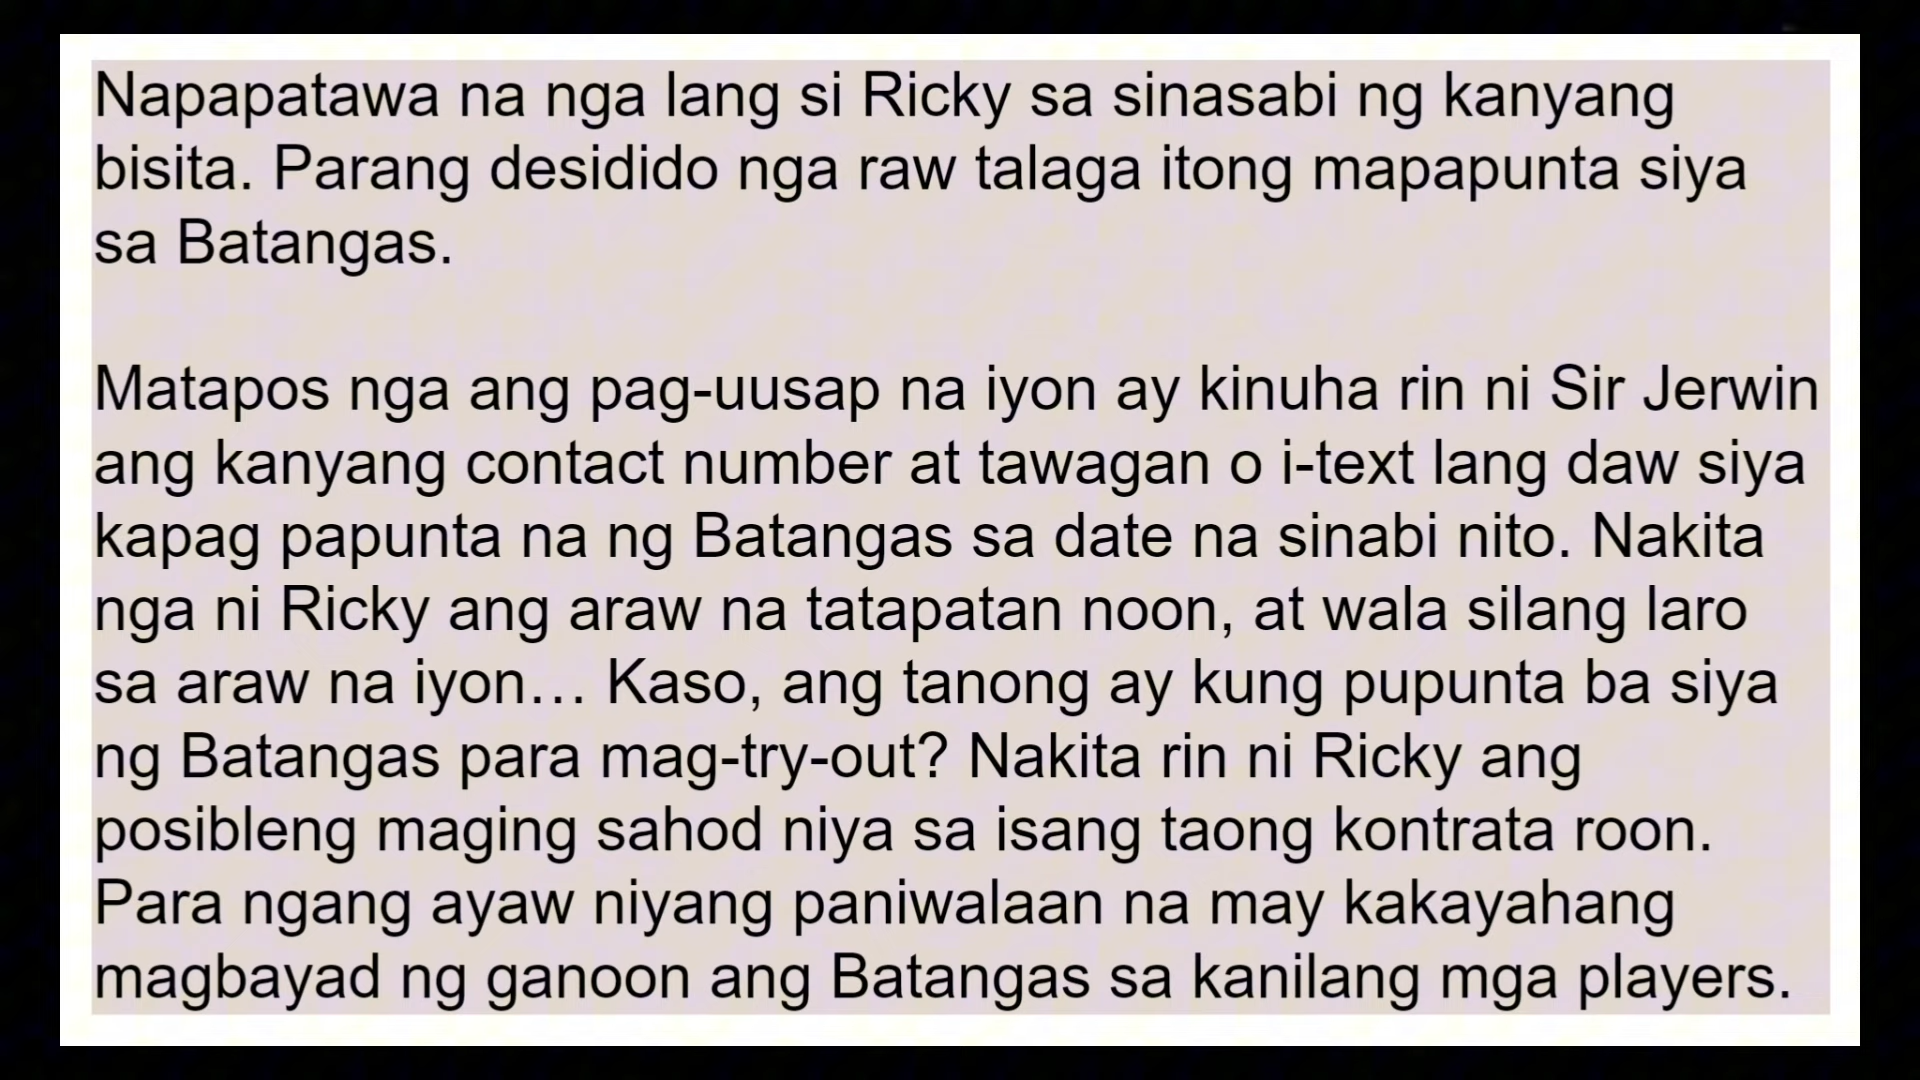 Napapatawa na nga lang si Ricky sa sinasabi ng kanyang
bisita. Parang desidido nga raw talaga itong mapapunta siya
sa Batangas.
Matapos nga ang pag-uusap na iyon ay kinuha rin ni Sir Jerwin
ang kanyang contact number at tawagan o i-text lang daw siya
kapag papunta na ng Batangas sa date na sinabi nito. Nakita
nga ni Ricky ang araw na tatapatan noon, at wala silang laro
sa araw na iyon… Kaso, ang tanong ay kung pupunta ba siya
ng Batangas para mag-try-out? Nakita rin ni Ricky ang
posibleng maging sahod niya sa isang taong kontrata roon.
Para ngang ayaw niyang paniwalaan na may kakayahang
magbayad ng ganoon ang Batangas sa kanilang mga players.